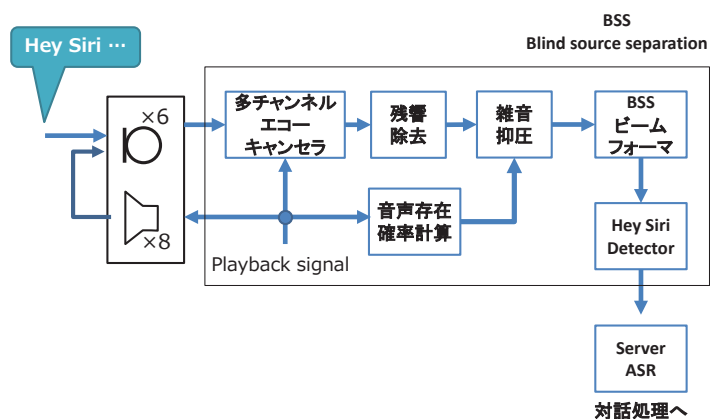 BSS
Blind source separation
Hey Siri …
×6
×8
多チャンネル
エコー
キャンセラ
残響
除去
雑音
抑圧
BSS
ビーム
フォーマ
音声存在
確率計算
Hey Siri
Detector
Playback signal
Server
ASR
対話処理へ